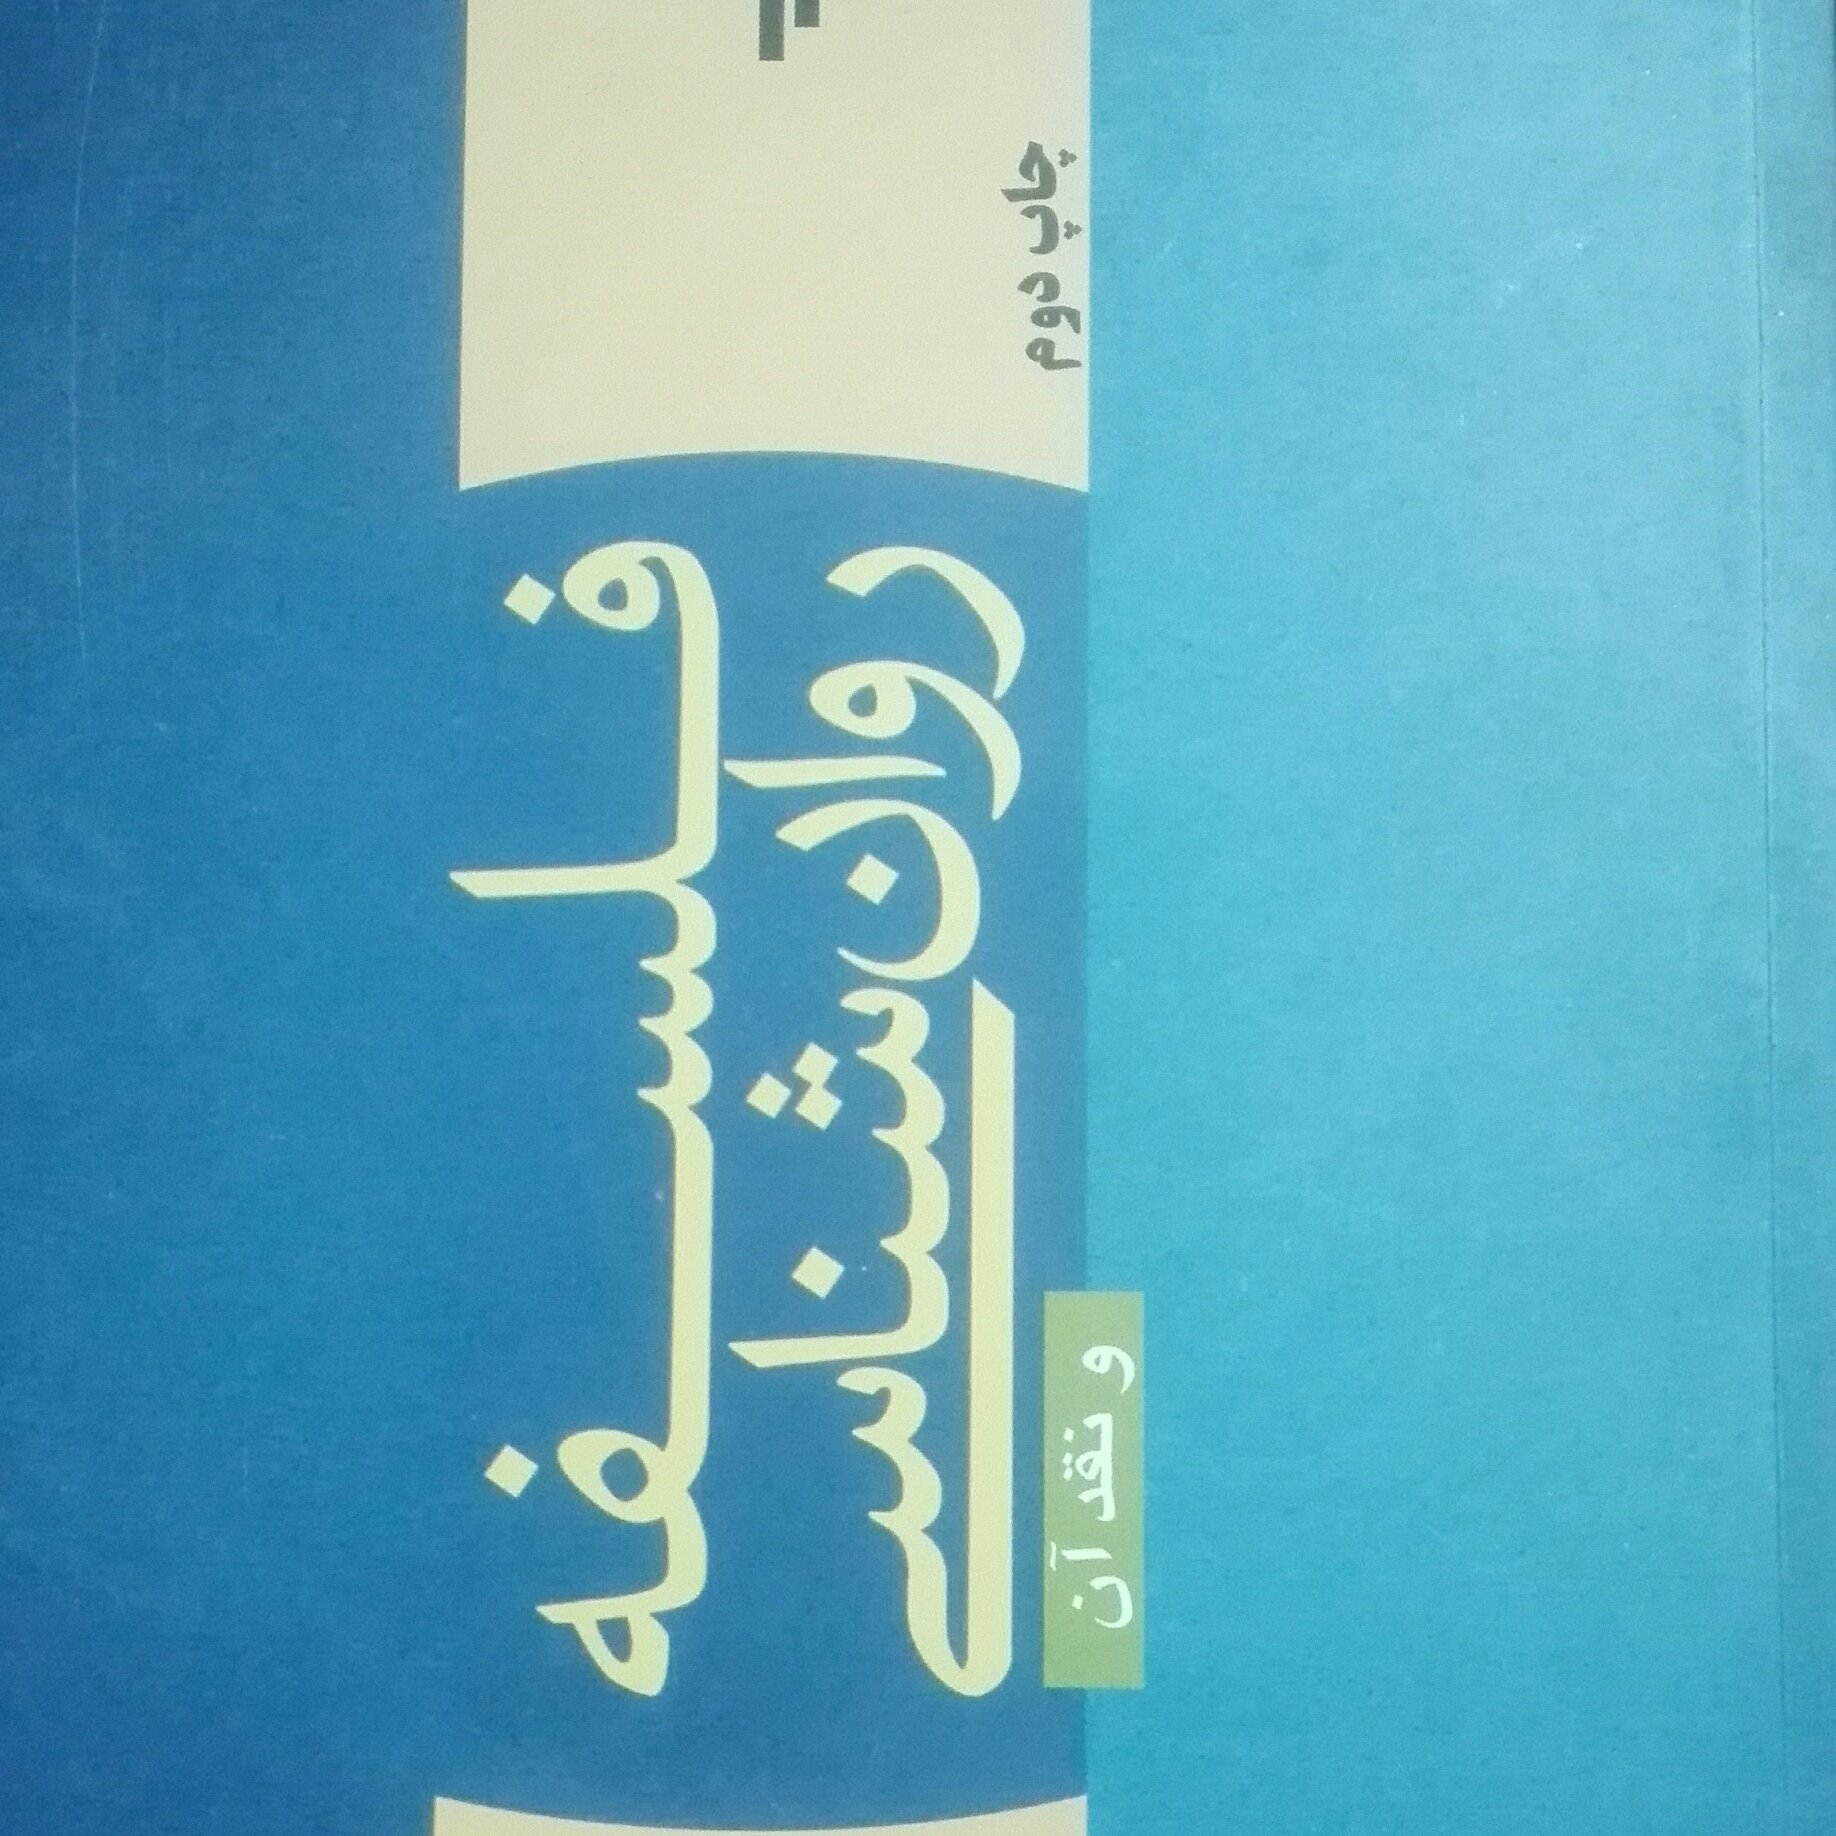 فلسفه
روان‌شناسی
و نقد آن
چاپ دوم